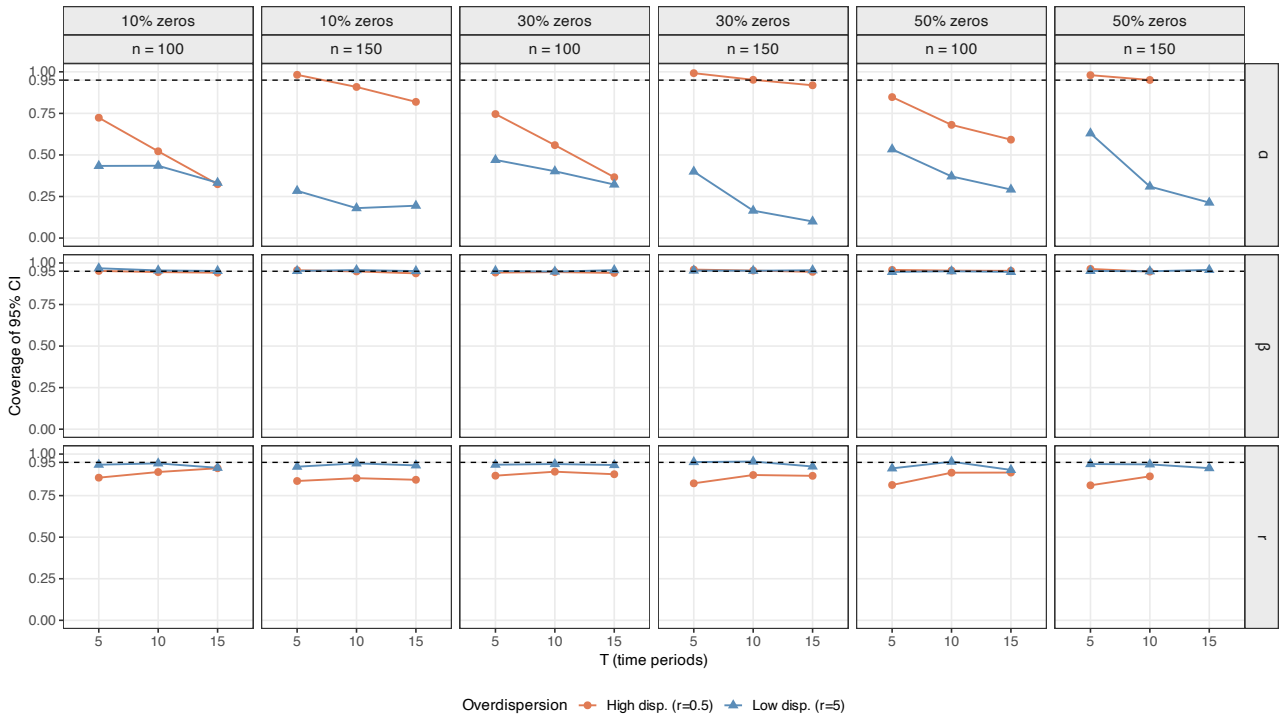 10% zeros 10% zeros 30% zeros 30% zeros 50% zeros 50% zeros
n = 100 n = 150 n = 100 n = 150 n = 100 n = 150
Coverage of 95% CI
1.00
0.95
0.75
0.50
0.25
0.00
α
1.00
0.95
0.75
0.50
0.25
0.00
β
1.00
0.95
0.75
0.50
0.25
0.00
r
5 10 15 5 10 15 5 10 15 5 10 15 5 10 15 5 10 15
T (time periods)
Overdispersion High disp. (r=0.5) Low disp. (r=5)